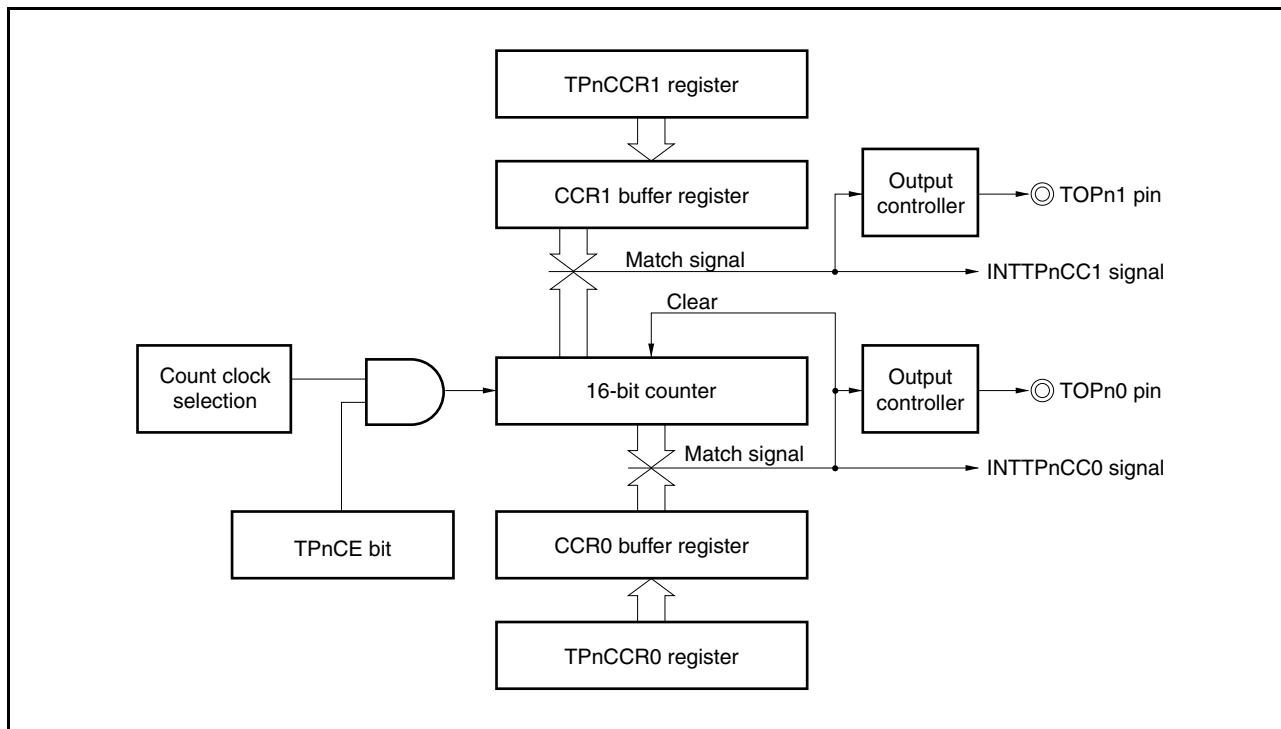 TPnCCR1 register
CCR1 buffer register
Output
controller
TOPn1 pin
Match signal
INTTPnCC1 signal
Clear
Count clock
selection
16-bit counter
Output
controller
TOPn0 pin
Match signal
INTTPnCC0 signal
TPnCE bit
CCR0 buffer register
TPnCCR0 register